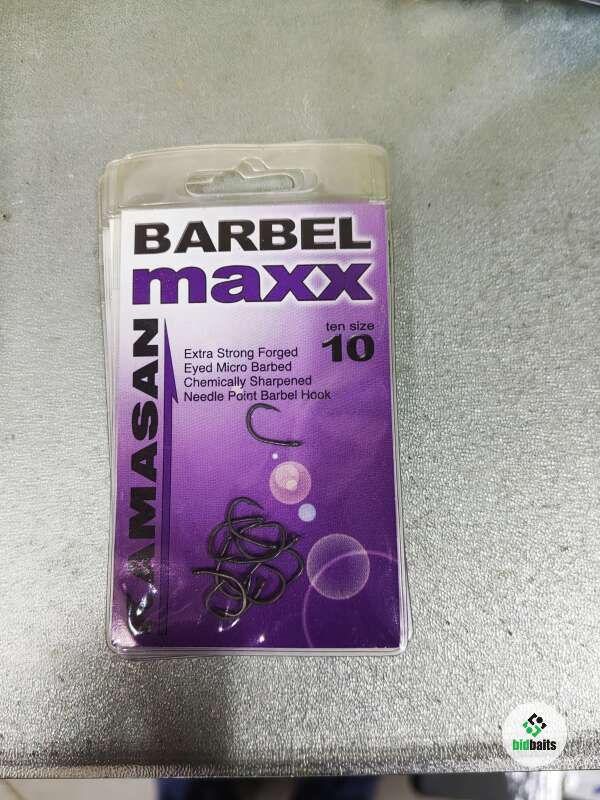 BARBEL
maxx
ten size
10
Extra Strong Forged
Eyed Micro Barbed
Chemically Sharpened
Needle Point Barbel Hook
KAMASAN
bidbaits